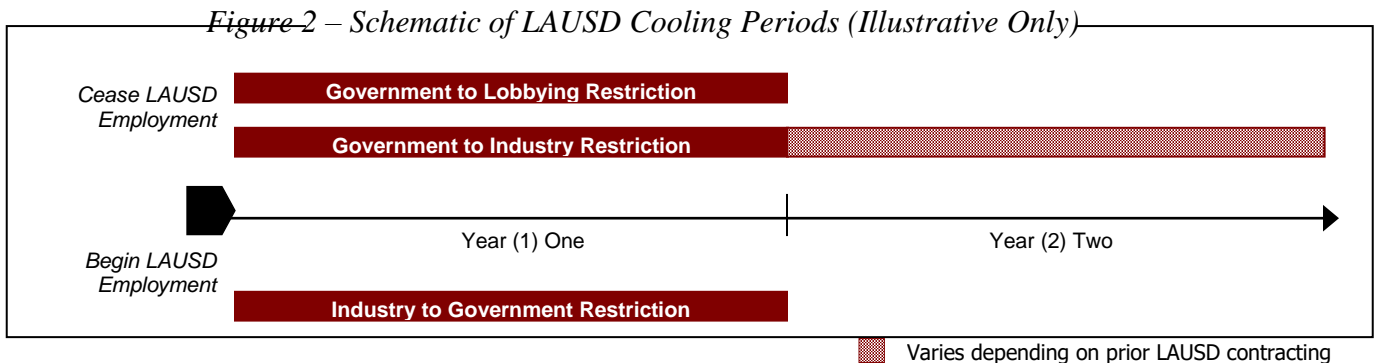 Figure 2 – Schematic of LAUSD Cooling Periods (Illustrative Only)
Cease LAUSD
Employment
Government to Lobbying Restriction
Government to Industry Restriction
Year (1) One
Year (2) Two
Begin LAUSD
Employment
Industry to Government Restriction
Varies depending on prior LAUSD contracting